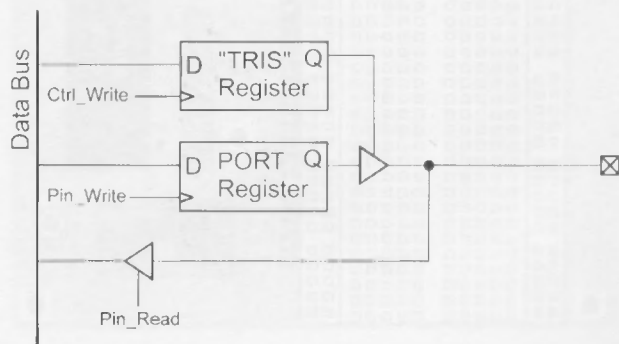 Data Bus
D "TRIS" Q
Register
Ctrl_Write
D PORT Q
Register
Pin_Write
Pin_Read